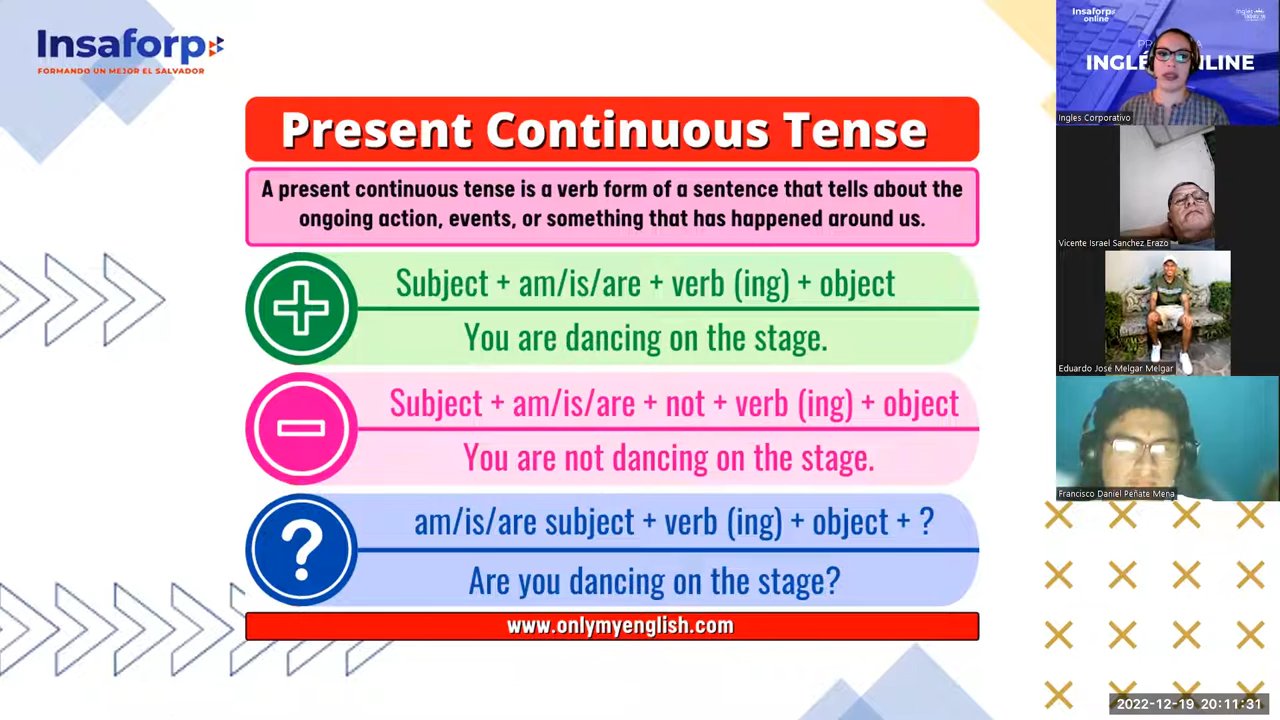 Insaforp
FORMANDO UN MEJOR EL SALVADOR
Present Continuous Tense
A present continuous tense is a verb form of a sentence that tells about the
ongoing action, events, or something that has happened around us.
Subject + am/is/are + verb (ing) + object
You are dancing on the stage.
Subject + am/is/are + not + verb (ing) + object
You are not dancing on the stage.
am/is/are subject + verb (ing) + object + ?
Are you dancing on the stage?
www.onlymyenglish.com
Insaforp
online
Ingles Corporativo
Vicente Israel Sanchez Erazo
Eduardo José Melgar Melgar
Francisco Daniel Peñate Mena
2022-12-19 20:11:31